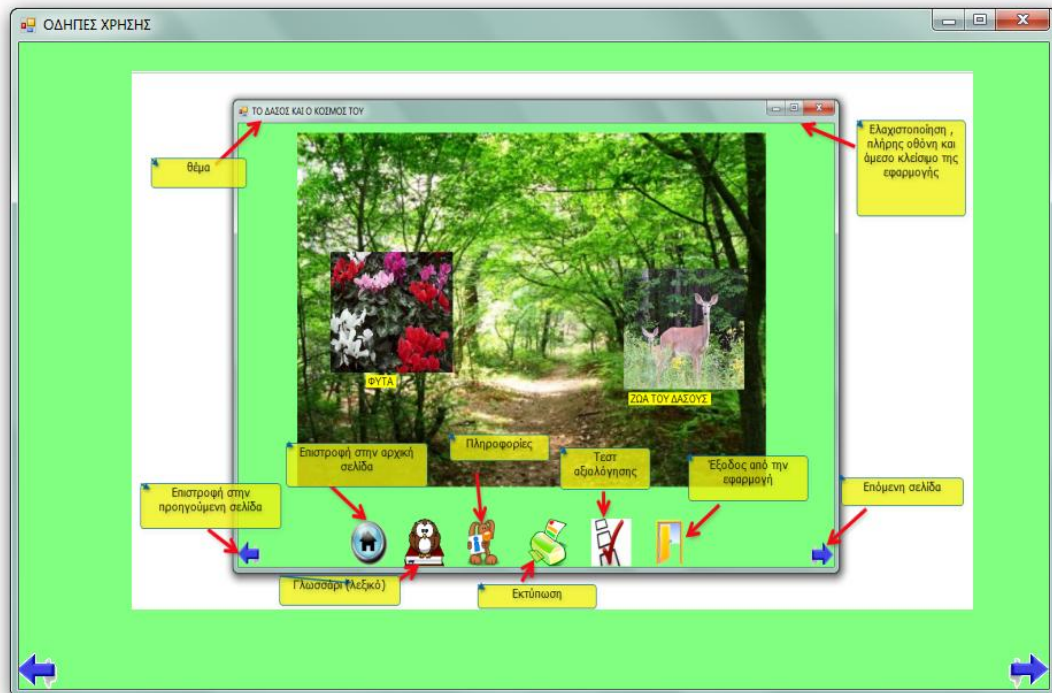 ΟΔΗΓΙΕΣ ΧΡΗΣΗΣ
ΤΟ ΔΑΣΟΣ ΚΑΙ Ο ΚΟΣΜΟΣ ΤΟΥ
θέμα
Ελαχιστοποίηση ,
πλήρης οθόνη και
άμεσο κλείσιμο της
εφαρμογής
ΦΥΤΑ
ΖΩΑ ΤΟΥ ΔΑΣΟΥΣ
Επιστροφή στην αρχική
σελίδα
Πληροφορίες
Τεστ
αξιολόγησης
Έξοδος από την
εφαρμογή
Επιστροφή στην
προηγούμενη σελίδα
Επόμενη σελίδα
Γλωσσάρι (λεξικό)
Εκτύπωση